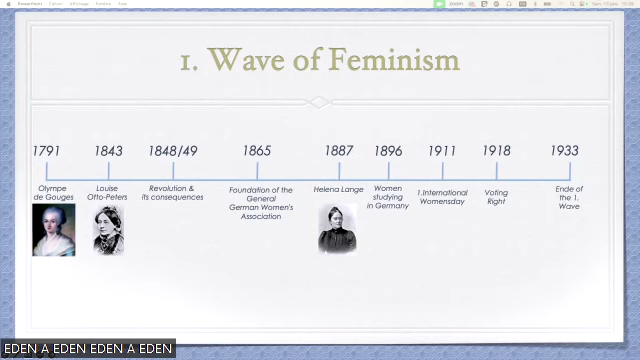 1. Wave of Feminism
1791
1843
1848/49
1865
1887
1896
1911
1918
1933
Olympe
de Gouges
Louise
Otto-Peters
Revolution &
its consequences
Foundation of the
General
German Women's
Association
Helena Lange
Women
studying
in Germany
1.International
Womensday
Voting
Right
Ende of
the 1.
Wave
EDEN A EDEN EDEN A EDEN